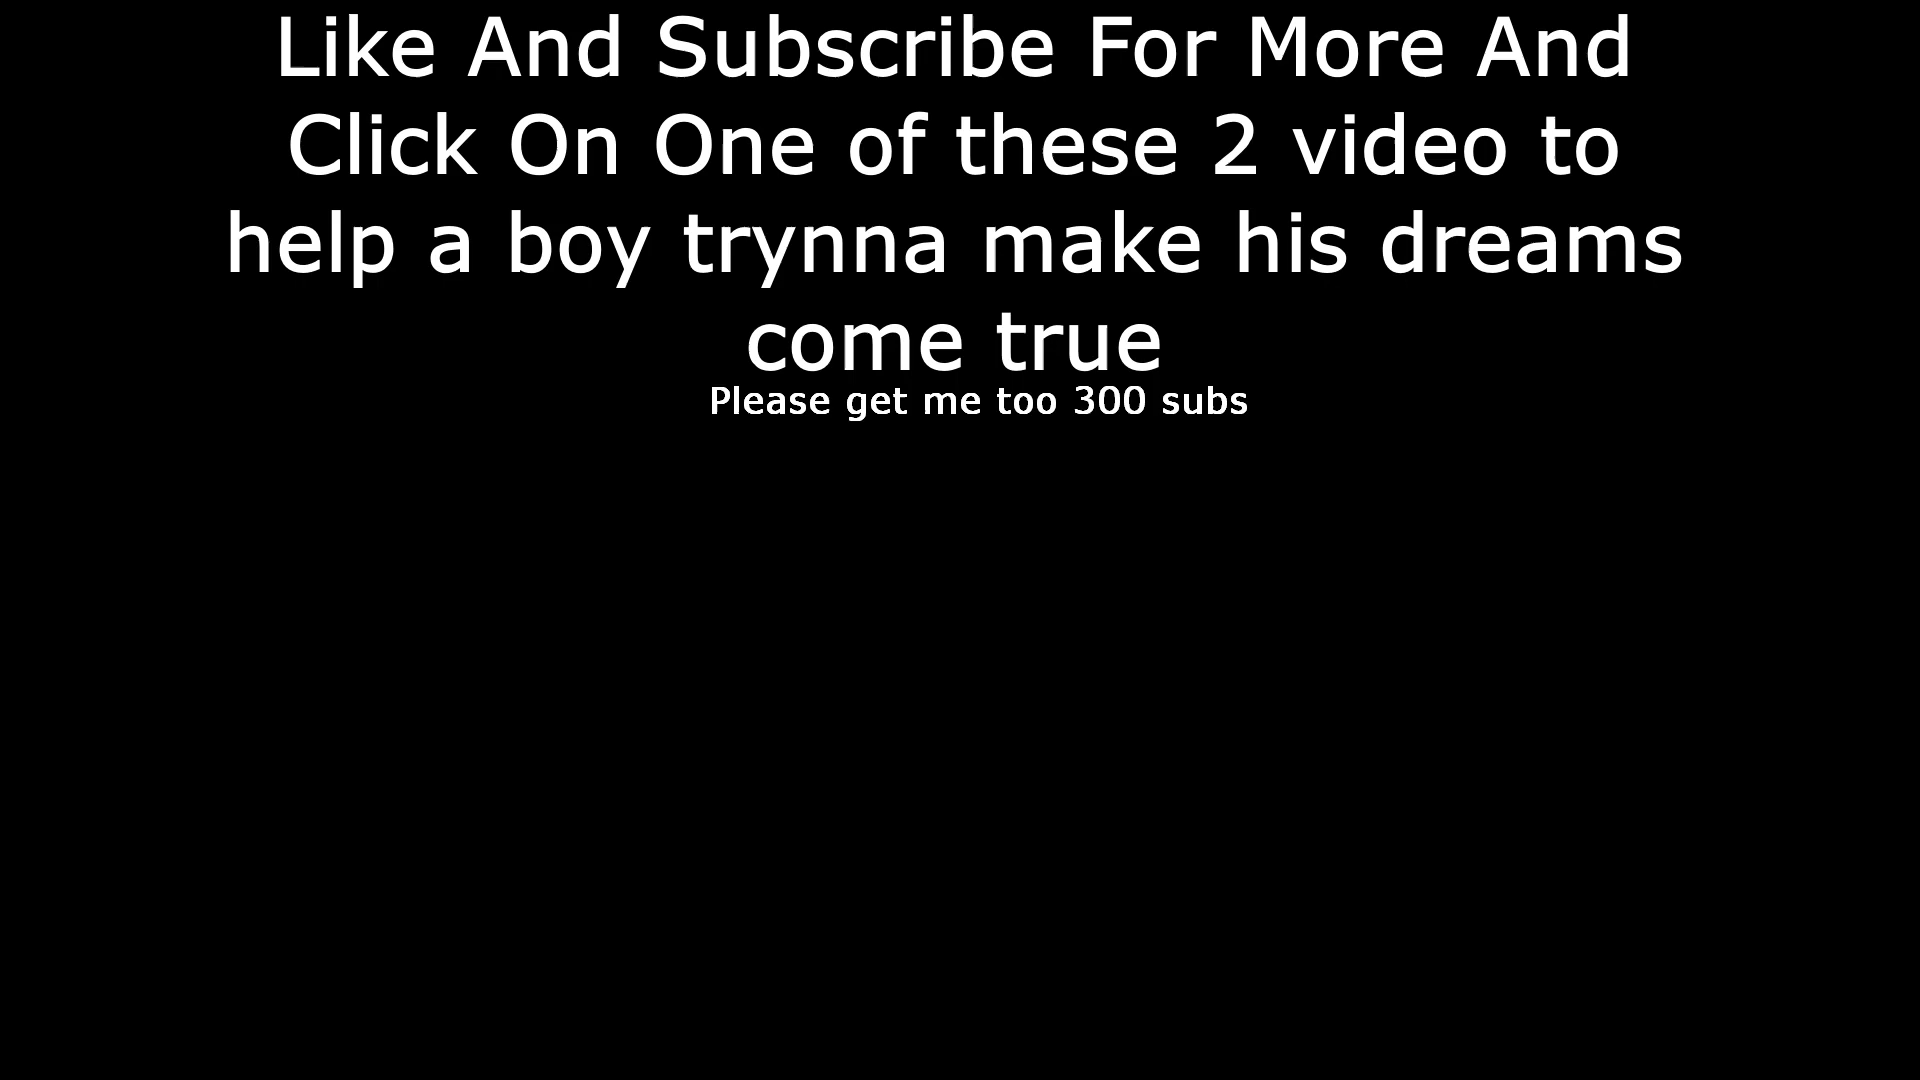 Like And Subscribe For More And
Click On One of these 2 video to
help a boy trynna make his dreams
come true
Please get me too 300 subs